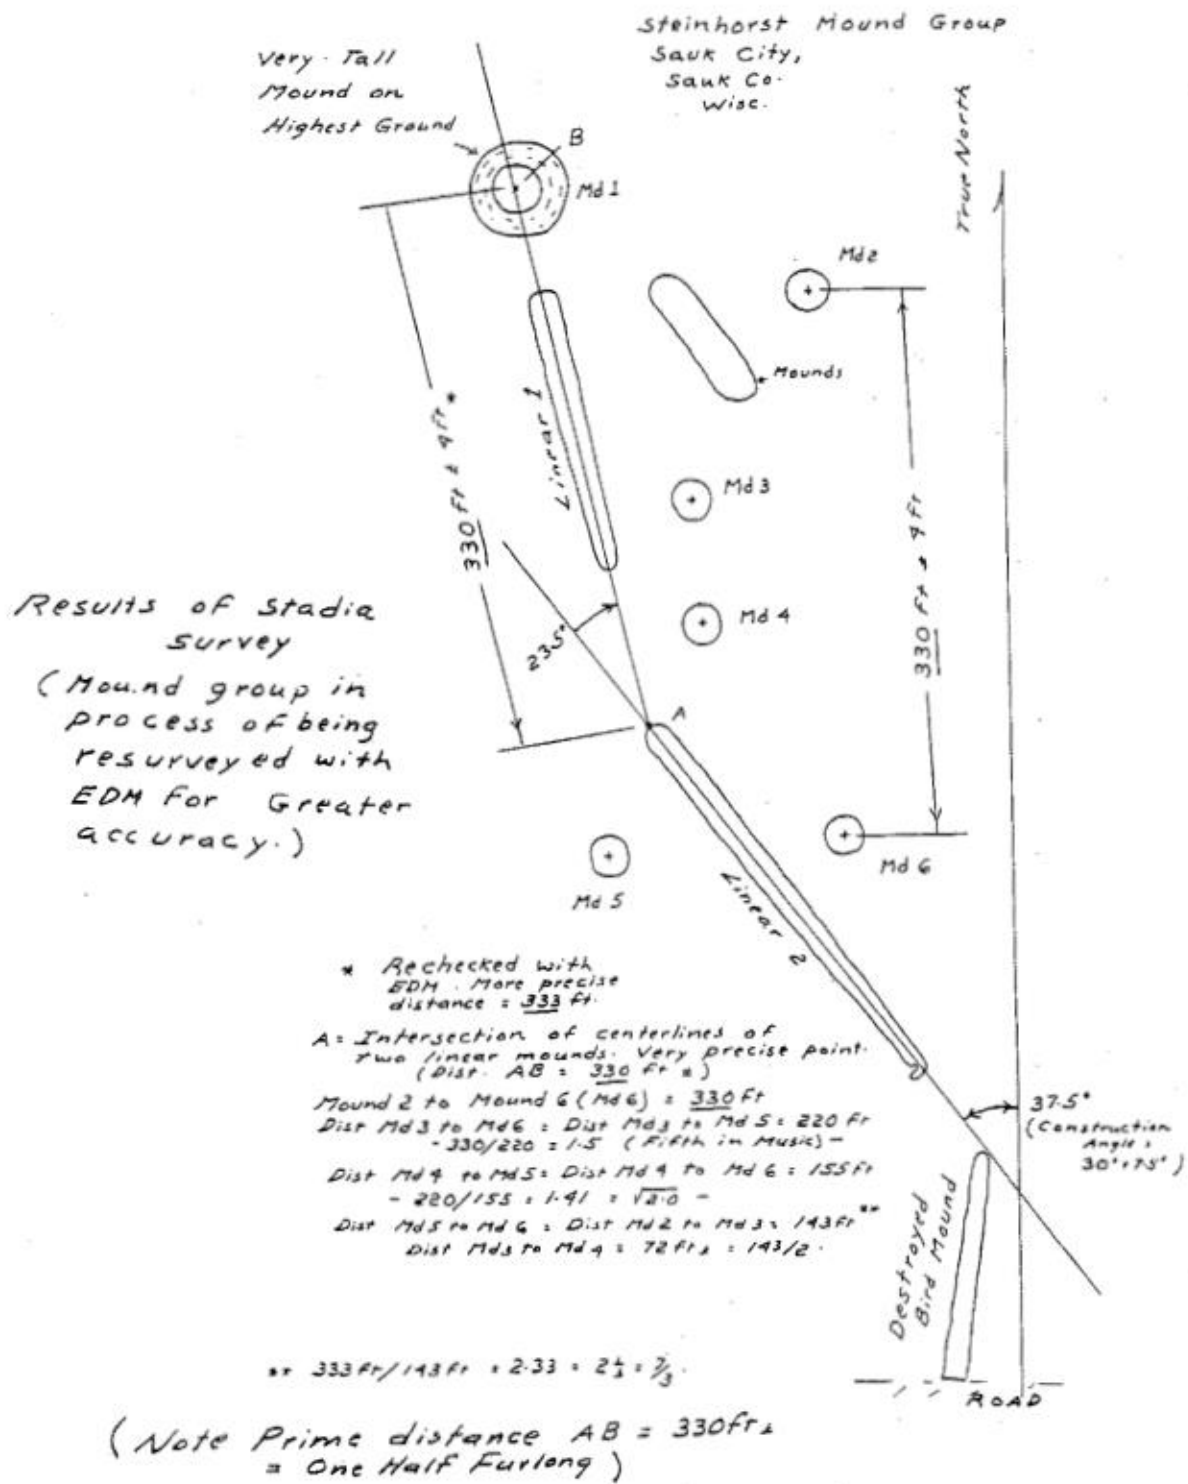 Steinhorst Mound Group
Sauk City,
Sauk Co.
Wisc.
Very Tall
Mound on
Highest Ground
B
Md 1
True North
Md 2
Mounds
Linear 1
330 ft ± 4 ft *
Md 3
330 ft ± 4 ft
23.5°
Md 4
A
Results of Stadia
Survey
(Mound group in
process of being
resurveyed with
EDM for Greater
accuracy.)
Md 5
Md 6
Linear 2
* Rechecked with
EDM. More precise
distance = 333 ft.
A = Intersection of centerlines of
two linear mounds. Very precise point.
(Dist. AB = 330 ft *)
Mound 2 to Mound 6 (Md 6) = 330 ft
Dist Md 3 to Md 6 = Dist Md 3 to Md 5 = 220 ft
- 330/220 = 1.5 (Fifth in Music) -
Dist Md 4 to Md 5 = Dist Md 4 to Md 6 = 155 ft
- 220/155 = 1.41 = √2.0 -
Dist Md 5 to Md 6 = Dist Md 2 to Md 3 = 143 ft **
Dist Md 3 to Md 4 = 72 ft ± = 143/2.
37.5°
(Construction
Angle =
30°+7.5°)
Destroyed
Bird Mound
ROAD
** 333 ft/143 ft = 2.33 = 2⅓ = 7/3.
(Note Prime distance AB = 330 ft ±
= One Half Furlong)